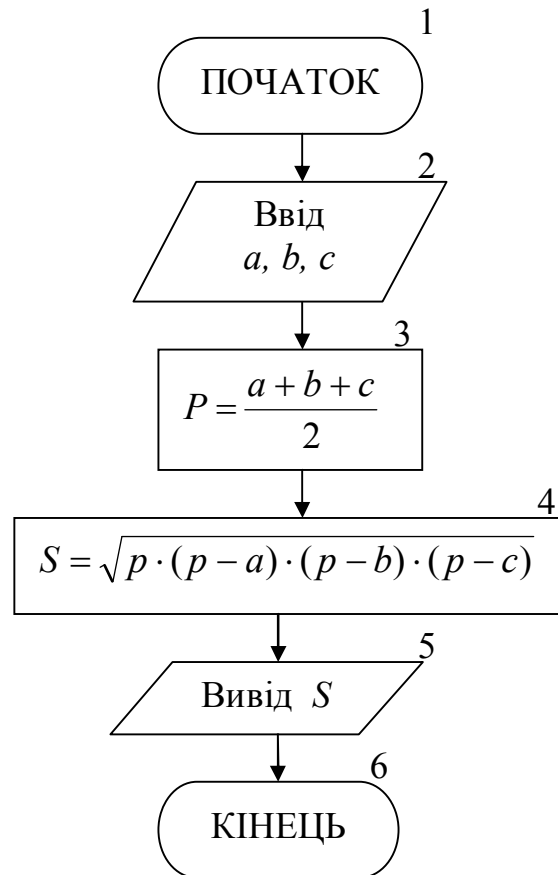 1
ПОЧАТОК
2
Ввід
a, b, c
3
P = (a + b + c) / 2
4
S = √(p · (p − a) · (p − b) · (p − c))
5
Вивід S
6
КІНЕЦЬ